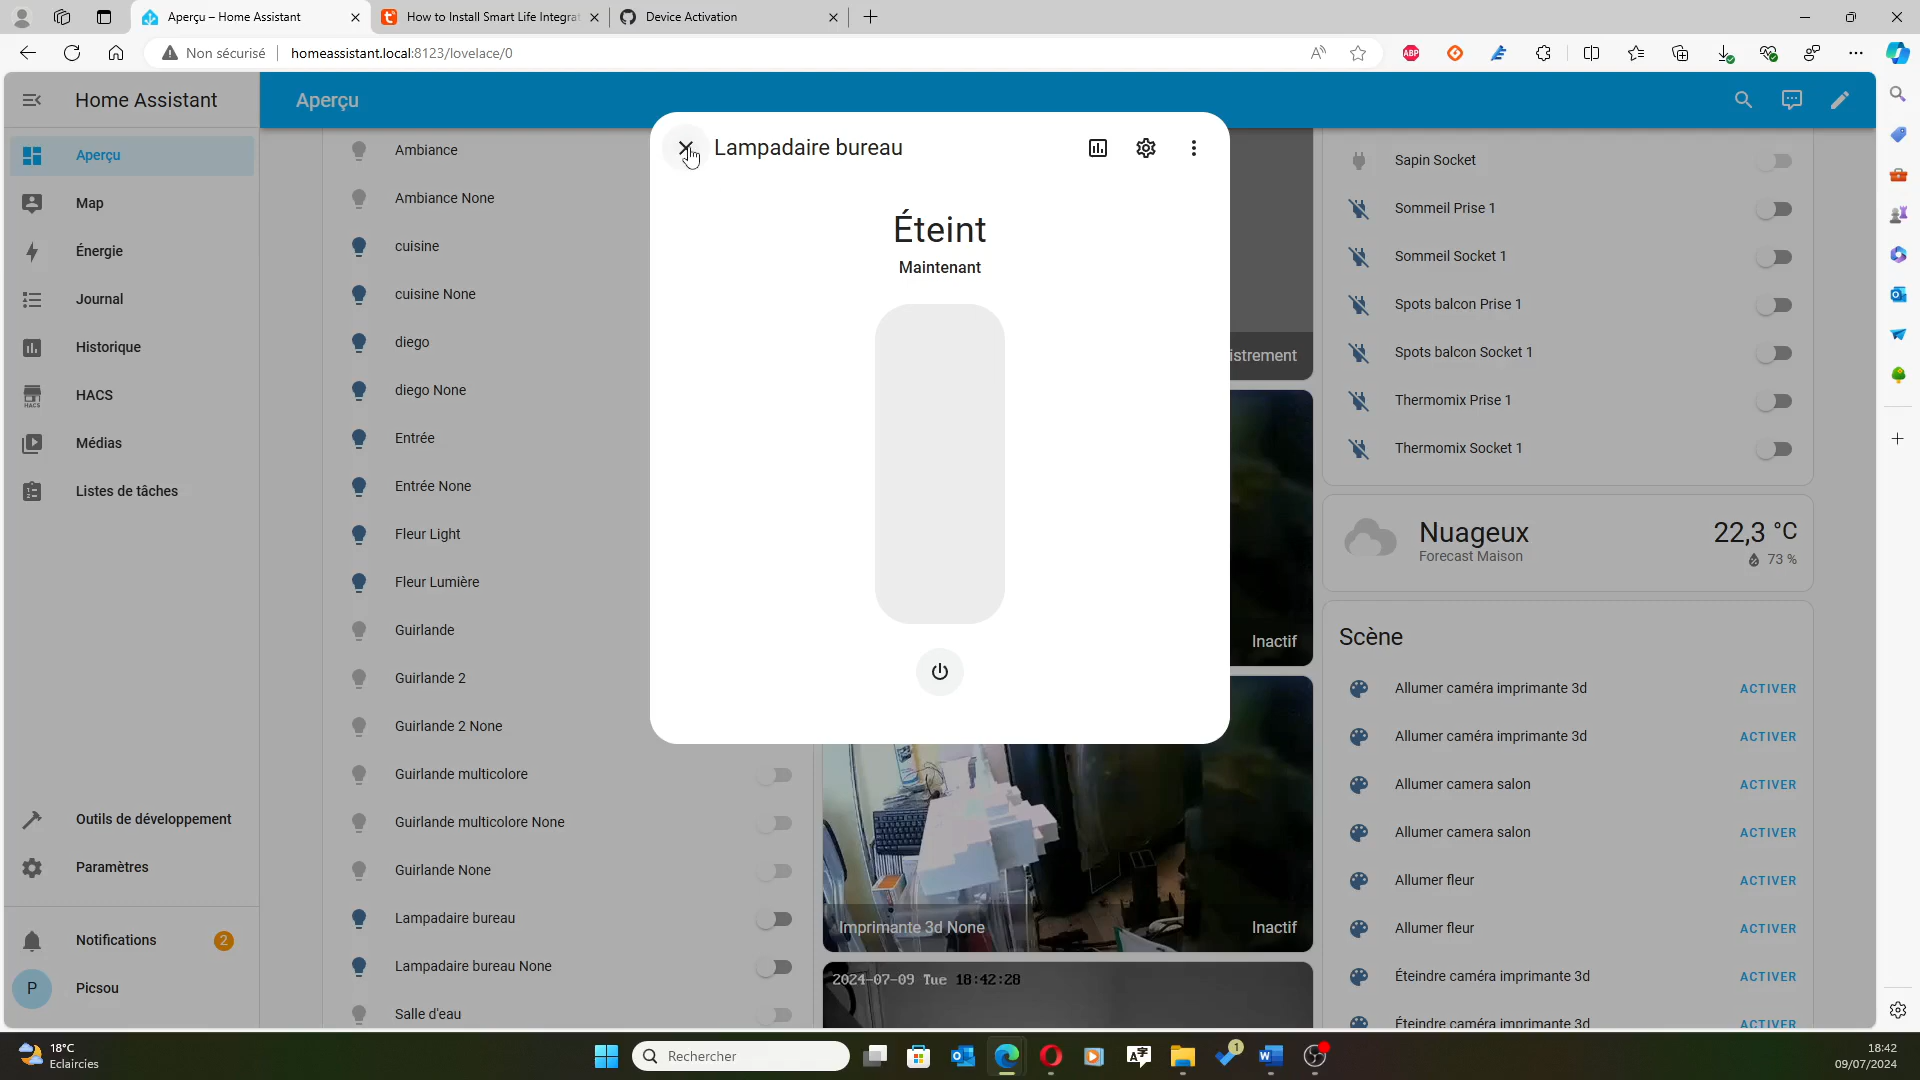 Aperçu – Home Assistant
How to Install Smart Life Integrat
Device Activation
Non sécurisé
homeassistant.local:8123/lovelace/0
ABP
Home Assistant
Aperçu
Aperçu
Map
Énergie
Journal
Historique
HACS
HACS
Médias
Listes de tâches
Outils de développement
Paramètres
Notifications
2
P
Picsou
Ambiance
Ambiance None
cuisine
cuisine None
diego
diego None
Entrée
Entrée None
Fleur Light
Fleur Lumière
Guirlande
Guirlande 2
Guirlande 2 None
Guirlande multicolore
Guirlande multicolore None
Guirlande None
Lampadaire bureau
Lampadaire bureau None
Salle d'eau
Lampadaire bureau
Éteint
Maintenant
istrement
Inactif
Imprimante 3d None
Inactif
2024-07-09 Tue 18:42:28
Sapin Socket
Sommeil Prise 1
Sommeil Socket 1
Spots balcon Prise 1
Spots balcon Socket 1
Thermomix Prise 1
Thermomix Socket 1
Nuageux
22,3 °C
Forecast Maison
73 %
Scène
Allumer caméra imprimante 3d
ACTIVER
Allumer caméra imprimante 3d
ACTIVER
Allumer camera salon
ACTIVER
Allumer camera salon
ACTIVER
Allumer fleur
ACTIVER
Allumer fleur
ACTIVER
Éteindre caméra imprimante 3d
ACTIVER
Éteindre caméra imprimante 3d
ACTIVER
18°C
Eclaircies
Rechercher
1
18:42
09/07/2024